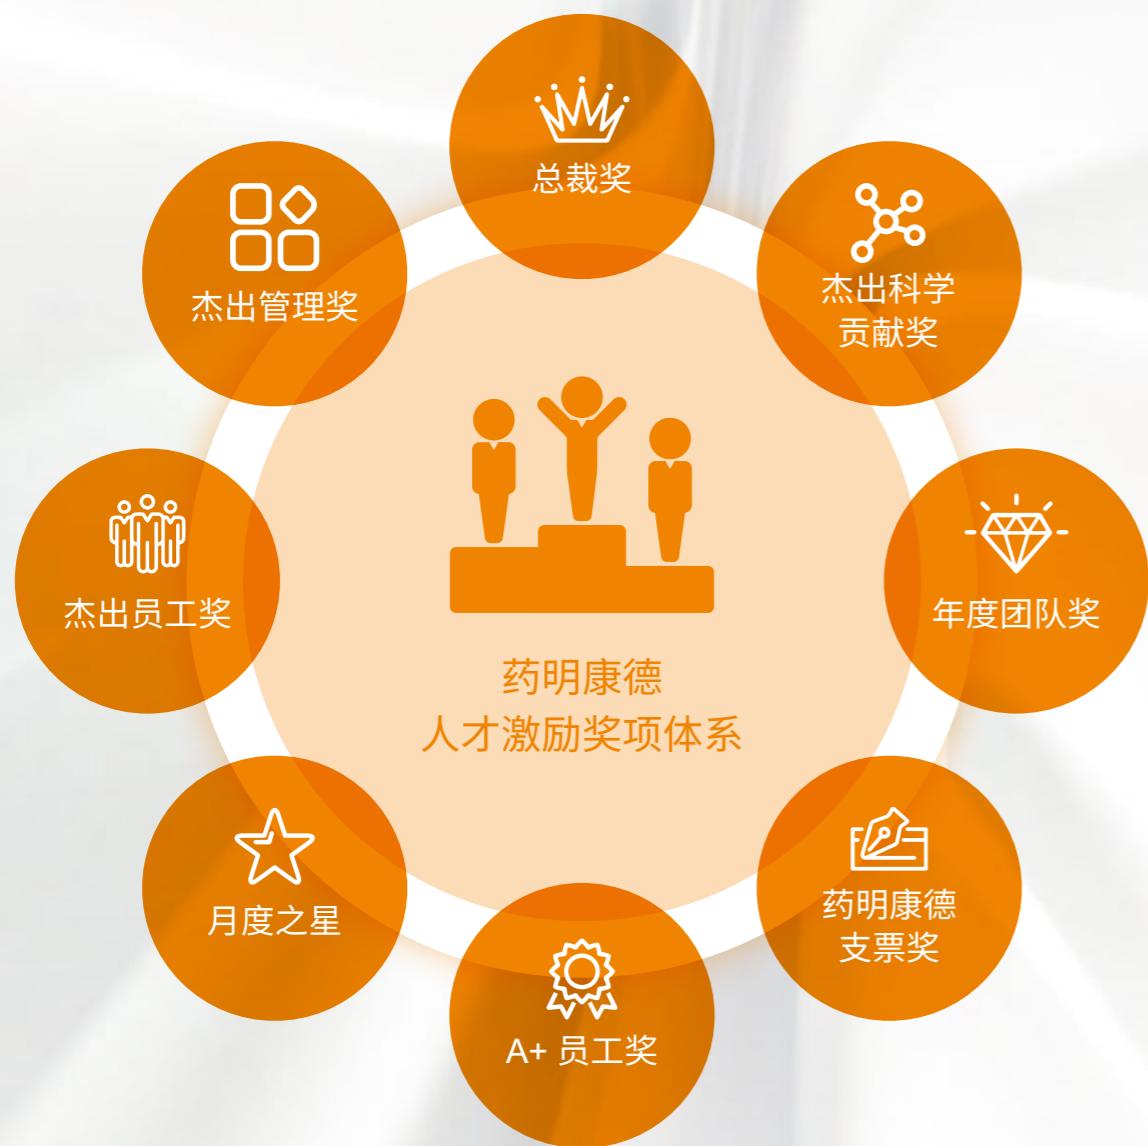 总裁奖
杰出科学
贡献奖
年度团队奖
药明康德
支票奖
A+ 员工奖
月度之星
杰出员工奖
杰出管理奖
药明康德
人才激励奖项体系